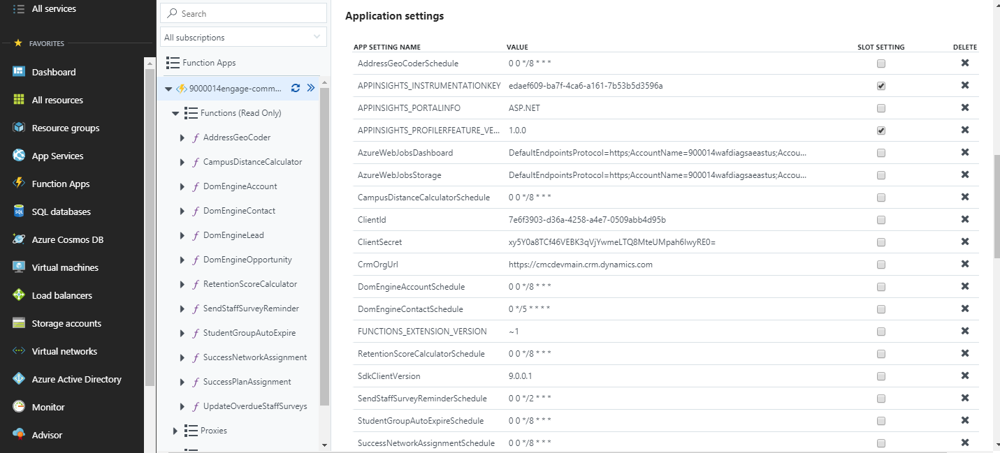 All services
FAVORITES
Dashboard
All resources
Resource groups
App Services
Function Apps
SQL databases
Azure Cosmos DB
Virtual machines
Load balancers
Storage accounts
Virtual networks
Azure Active Directory
Monitor
Advisor
Search
All subscriptions
Function Apps
9000014engage-comm...
Functions (Read Only)
AddressGeoCoder
CampusDistanceCalculator
DomEngineAccount
DomEngineContact
DomEngineLead
DomEngineOpportunity
RetentionScoreCalculator
SendStaffSurveyReminder
StudentGroupAutoExpire
SuccessNetworkAssignment
SuccessPlanAssignment
UpdateOverdueStaffSurveys
Proxies
Application settings
APP SETTING NAME VALUE SLOT SETTING DELETE
AddressGeoCoderSchedule 0 0 */8 * * *
APPINSIGHTS_INSTRUMENTATIONKEY edaef609-ba7f-4ca6-a161-7b53b5d3596a
APPINSIGHTS_PORTALINFO ASP.NET
APPINSIGHTS_PROFILERFEATURE_VE... 1.0.0
AzureWebJobsDashboard DefaultEndpointsProtocol=https;AccountName=900014wafdiagsaeastus;Accou...
AzureWebJobsStorage DefaultEndpointsProtocol=https;AccountName=900014wafdiagsaeastus;Accou...
CampusDistanceCalculatorSchedule 0 0 */8 * * *
ClientId 7e6f3903-d36a-4258-a4e7-0509abb4d95b
ClientSecret xy5Y0a8TCf46VEBK3qVjYwmeLTQ8MteUMpah6IwyRE0=
CrmOrgUrl https://cmcdevmain.crm.dynamics.com
DomEngineAccountSchedule 0 0 */8 * * *
DomEngineContactSchedule 0 */5 * * * *
FUNCTIONS_EXTENSION_VERSION ~1
RetentionScoreCalculatorSchedule 0 0 */8 * * *
SdkClientVersion 9.0.0.1
SendStaffSurveyReminderSchedule 0 0 */2 * * *
StudentGroupAutoExpireSchedule 0 0 */8 * * *
SuccessNetworkAssignmentSchedule 0 0 */8 * * *